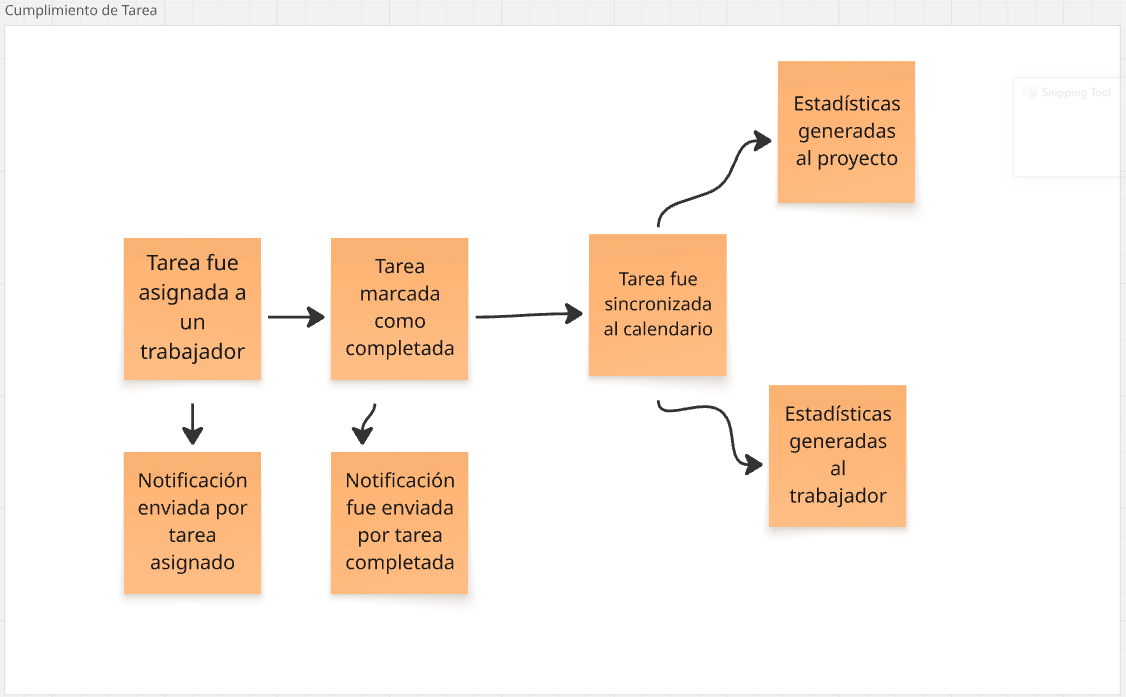 Cumplimiento de Tarea
Snipping Tool
Estadísticas
generadas
al proyecto
Tarea fue
asignada a
un
trabajador
Tarea
marcada
como
completada
Tarea fue
sincronizada
al calendario
Estadísticas
generadas
al
trabajador
Notificación
enviada por
tarea
asignado
Notificación
fue enviada
por tarea
completada